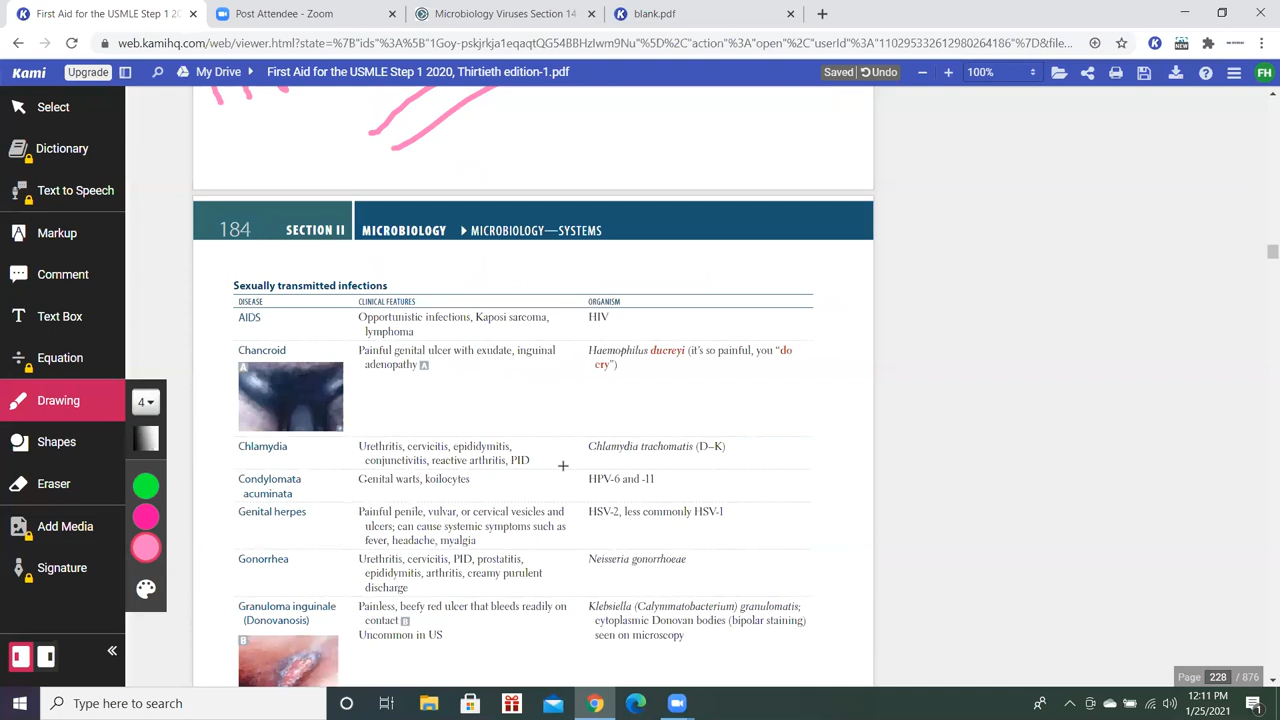 First Aid for the USMLE Step 1 20
Post Attendee - Zoom
Microbiology Viruses Section 14
blank.pdf
web.kamihq.com/web/viewer.html?state=%7B"ids"%3A%5B"1Goy-pskjrkja1eqaqtQG54BBHzlwm9Nu"%5D%2C"action"%3A"open"%2C"userId"%3A"110295332612980264186"%7D&file...
Kami
Upgrade
My Drive
First Aid for the USMLE Step 1 2020, Thirtieth edition-1.pdf
Saved
Undo
100%
FH
Select
Dictionary
Text to Speech
Markup
Comment
Text Box
Equation
Drawing
Shapes
Eraser
Add Media
Signature
4
184 SECTION II MICROBIOLOGY MICROBIOLOGY—SYSTEMS
Sexually transmitted infections
DISEASE CLINICAL FEATURES ORGANISM
AIDS Opportunistic infections, Kaposi sarcoma, HIV
lymphoma
Chancroid Painful genital ulcer with exudate, inguinal Haemophilus ducreyi (it's so painful, you “do
adenopathy A cry”)
A
Chlamydia Urethritis, cervicitis, epididymitis, Chlamydia trachomatis (D–K)
conjunctivitis, reactive arthritis, PID
Condylomata Genital warts, koilocytes HPV-6 and -11
acuminata
Genital herpes Painful penile, vulvar, or cervical vesicles and HSV-2, less commonly HSV-1
ulcers; can cause systemic symptoms such as
fever, headache, myalgia
Gonorrhea Urethritis, cervicitis, PID, prostatitis, Neisseria gonorrhoeae
epididymitis, arthritis, creamy purulent
discharge
Granuloma inguinale Painless, beefy red ulcer that bleeds readily on Klebsiella (Calymmatobacterium) granulomatis;
(Donovanosis) contact B cytoplasmic Donovan bodies (bipolar staining)
Uncommon in US seen on microscopy
B
Page 228 / 876
Type here to search
12:11 PM
1/25/2021